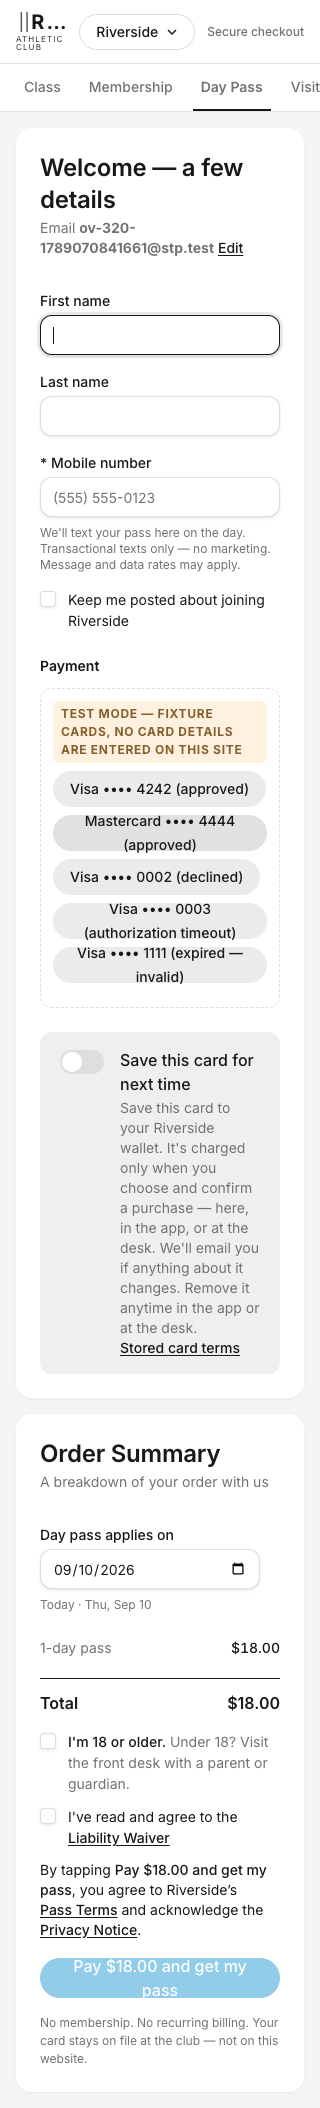 R...
ATHLETIC
CLUB
Riverside
Secure checkout
Class Membership Day Pass Visit
Welcome — a few
details
Email ov-320-
1789070841661@stp.test Edit
First name
Last name
* Mobile number
(555) 555-0123
We'll text your pass here on the day.
Transactional texts only — no marketing.
Message and data rates may apply.
Keep me posted about joining
Riverside
Payment
TEST MODE — FIXTURE
CARDS, NO CARD DETAILS
ARE ENTERED ON THIS SITE
Visa •••• 4242 (approved)
Mastercard •••• 4444
(approved)
Visa •••• 0002 (declined)
Visa •••• 0003
(authorization timeout)
Visa •••• 1111 (expired —
invalid)
Save this card for
next time
Save this card to
your Riverside
wallet. It's charged
only when you
choose and confirm
a purchase — here,
in the app, or at the
desk. We'll email you
if anything about it
changes. Remove it
anytime in the app or
at the desk.
Stored card terms
Order Summary
A breakdown of your order with us
Day pass applies on
09/10/2026
Today · Thu, Sep 10
1-day pass $18.00
Total $18.00
I'm 18 or older. Under 18? Visit
the front desk with a parent or
guardian.
I've read and agree to the
Liability Waiver
By tapping Pay $18.00 and get my
pass, you agree to Riverside’s
Pass Terms and acknowledge the
Privacy Notice.
Pay $18.00 and get my
pass
No membership. No recurring billing. Your
card stays on file at the club — not on this
website.